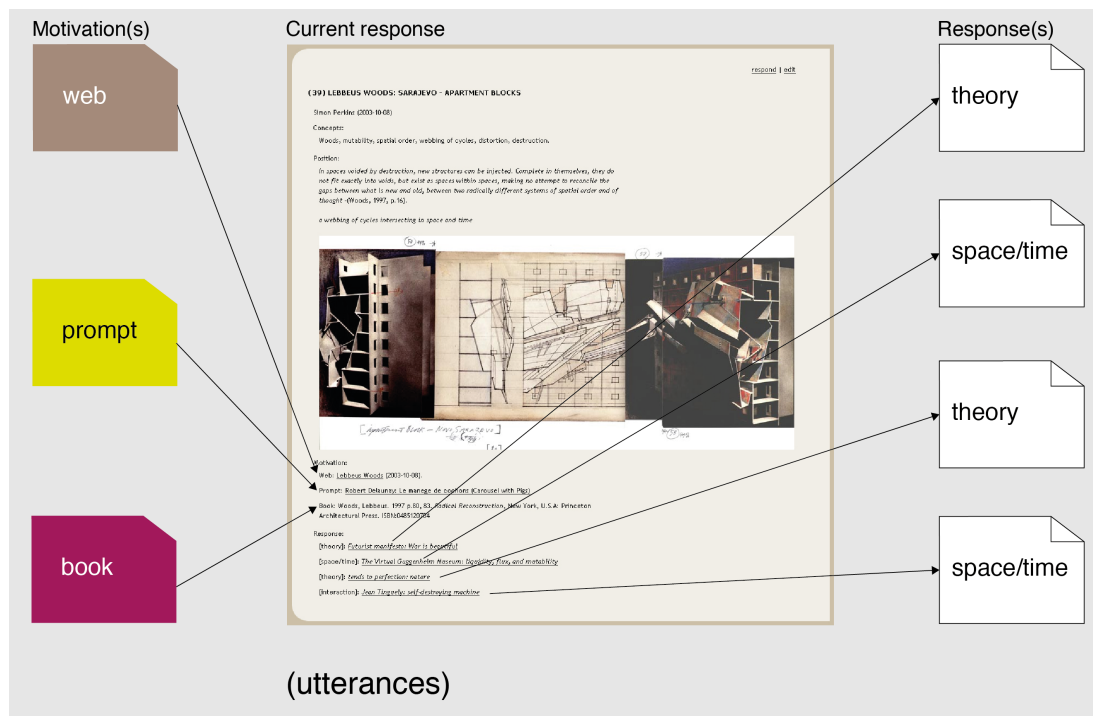 Motivation(s)
Current response
Response(s)
web
prompt
book
respond | edit
(39) LEBBEUS WOODS: SARAJEVO - APARTMENT BLOCKS
Simon Perkins (2003-10-08)
Concepts:
Woods, mutability, spatial order, webbing of cycles, distortion, destruction.
Position:
In spaces voided by destruction, new structures can be injected. Complete in themselves, they do
not fit exactly into voids, but exist as spaces within spaces, making no attempt to reconcile the
gaps between what is new and old, between two radically different systems of spatial order and of
thought -(Woods, 1997, p.16).
a webbing of cycles intersecting in space and time
[Apartment Block - Novo Sarajevo]
Motivation:
Web: Lebbeus Woods (2003-10-08).
Prompt: Robert Delaunay: Le manege de cochons (Carousel with Pigs)
Book: Woods, Lebbeus. 1997 p.80, 83. Radical Reconstruction, New York, U.S.A: Princeton
Architectural Press. ISBN:0485120704
Response:
[theory]: Futurist manifesto: War is beautiful
[space/time]: The Virtual Guggenheim Museum: liquidity, flux, and mutability
[theory]: tends to perfection: nature
[interaction]: Jean Tinguely: self-destroying machine
theory
space/time
theory
space/time
(utterances)